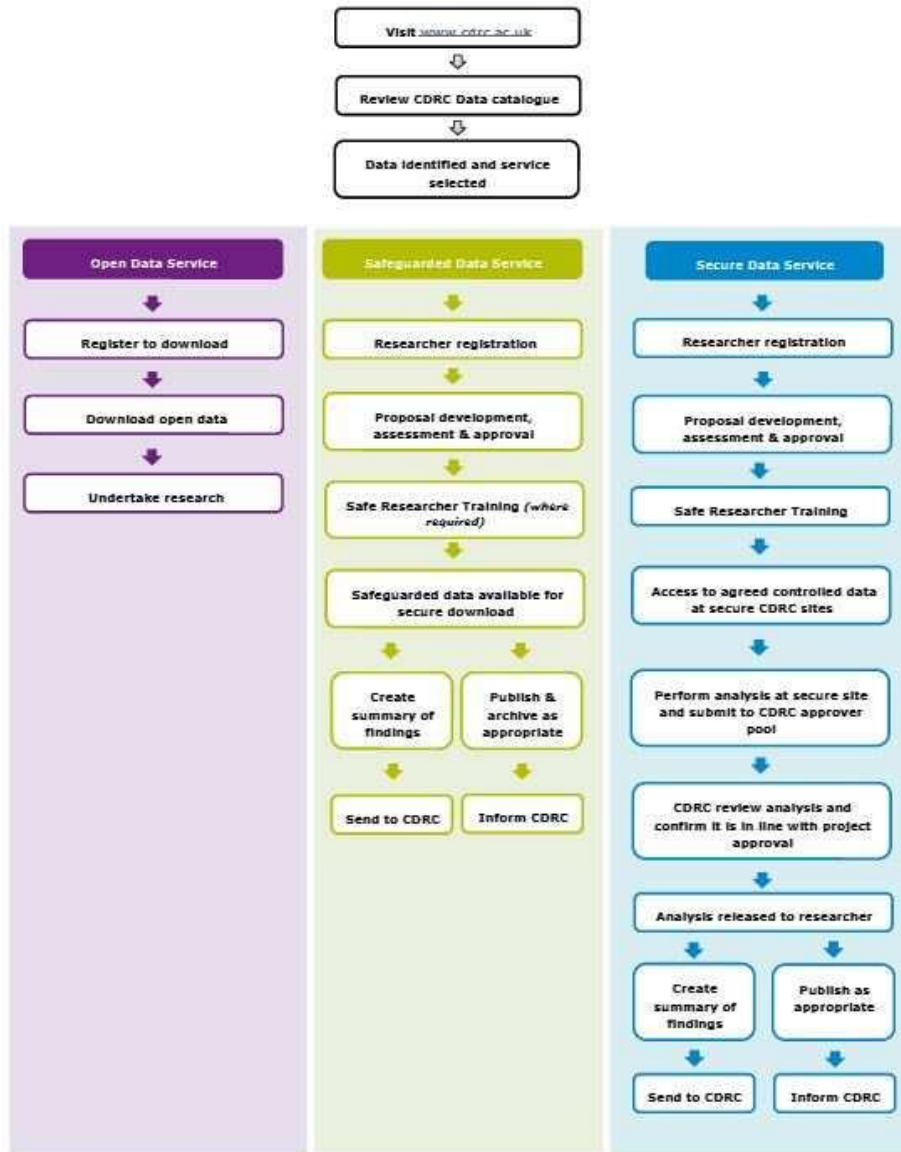 Visit www.cdrc.ac.uk
Review CDRC Data catalogue
Data identified and service
selected
Open Data Service
Register to download
Download open data
Undertake research
Safeguarded Data Service
Researcher registration
Proposal development,
assessment & approval
Safe Researcher Training (where
required)
Safeguarded data available for
secure download
Create
summary of
findings
Publish &
archive as
appropriate
Send to CDRC
Inform CDRC
Secure Data Service
Researcher registration
Proposal development,
assessment & approval
Safe Researcher Training
Access to agreed controlled data
at secure CDRC sites
Perform analysis at secure site
and submit to CDRC approver
pool
CDRC review analysis and
confirm it is in line with project
approval
Analysis released to researcher
Create
summary of
findings
Publish as
appropriate
Send to CDRC
Inform CDRC